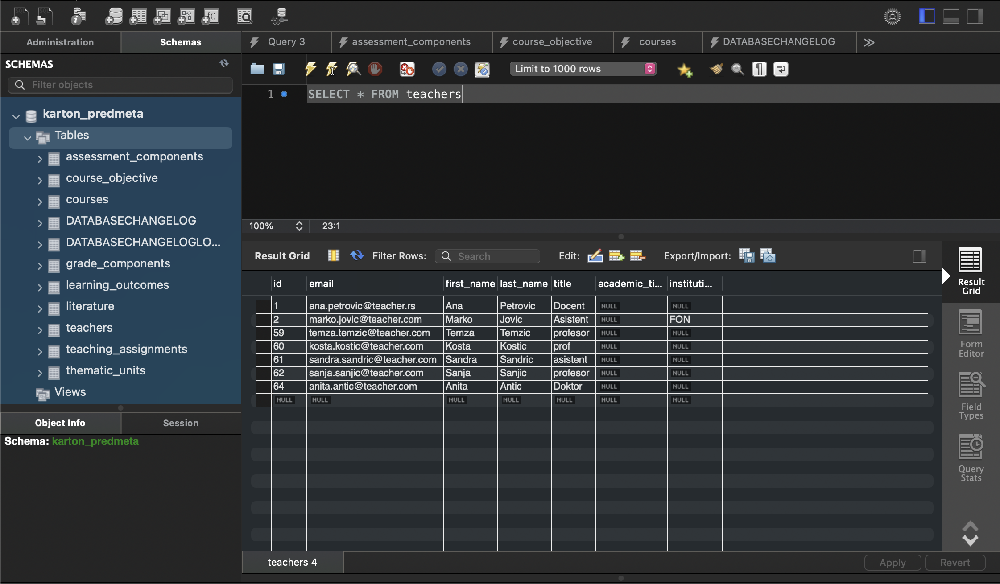 Administration
Schemas
Query 3
assessment_components
course_objective
courses
DATABASECHANGELOG
SCHEMAS
Filter objects
Limit to 1000 rows
1
SELECT * FROM teachers
karton_predmeta
Tables
assessment_components
course_objective
courses
DATABASECHANGELOG
DATABASECHANGELOGLO...
grade_components
learning_outcomes
literature
teachers
teaching_assignments
thematic_units
Views
100%
23:1
Result Grid
Filter Rows:
Search
Edit:
Export/Import:
id email first_name last_name title academic_ti... instituti...
1 ana.petrovic@teacher.rs Ana Petrovic Docent NULL NULL
2 marko.jovic@teacher.com Marko Jovic Asistent NULL FON
59 temza.temzic@teacher.com Temza Temzic profesor NULL NULL
60 kosta.kostic@teacher.com Kosta Kostic prof NULL NULL
61 sandra.sandric@teacher.com Sandra Sandric asistent NULL NULL
62 sanja.sanjic@teacher.com Sanja Sanjic profesor NULL NULL
64 anita.antic@teacher.com Anita Antic Doktor NULL NULL
NULL NULL NULL NULL NULL NULL NULL
Result
Grid
Form
Editor
Field
Types
Query
Stats
Object Info
Session
Schema: karton_predmeta
teachers 4
Apply
Revert